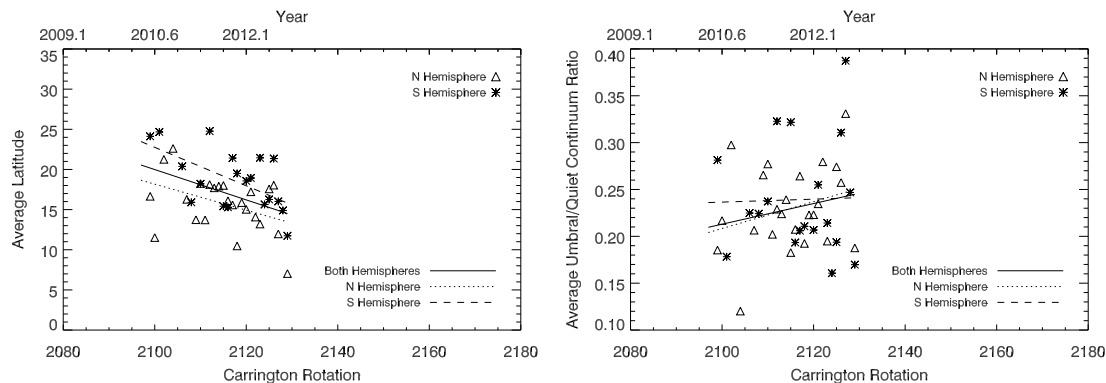 Year
2009.1 2010.6 2012.1
35
30
25
20
15
10
5
0
Average Latitude
N Hemisphere
S Hemisphere
Both Hemispheres
N Hemisphere
S Hemisphere
2080 2100 2120 2140 2160 2180
Carrington Rotation
Year
2009.1 2010.6 2012.1
0.40
0.35
0.30
0.25
0.20
0.15
0.10
Average Umbral/Quiet Continuum Ratio
N Hemisphere
S Hemisphere
Both Hemispheres
N Hemisphere
S Hemisphere
2080 2100 2120 2140 2160 2180
Carrington Rotation